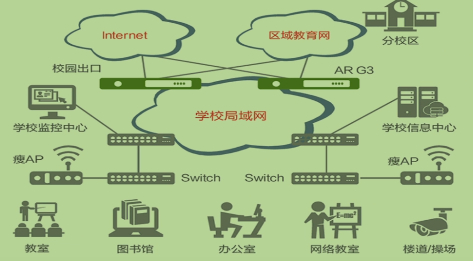 Internet
区域教育网
分校区
校园出口
AR G3
学校局域网
学校监控中心
学校信息中心
瘦AP
Switch
Switch
瘦AP
教室
图书馆
办公室
网络教室
楼道/操场